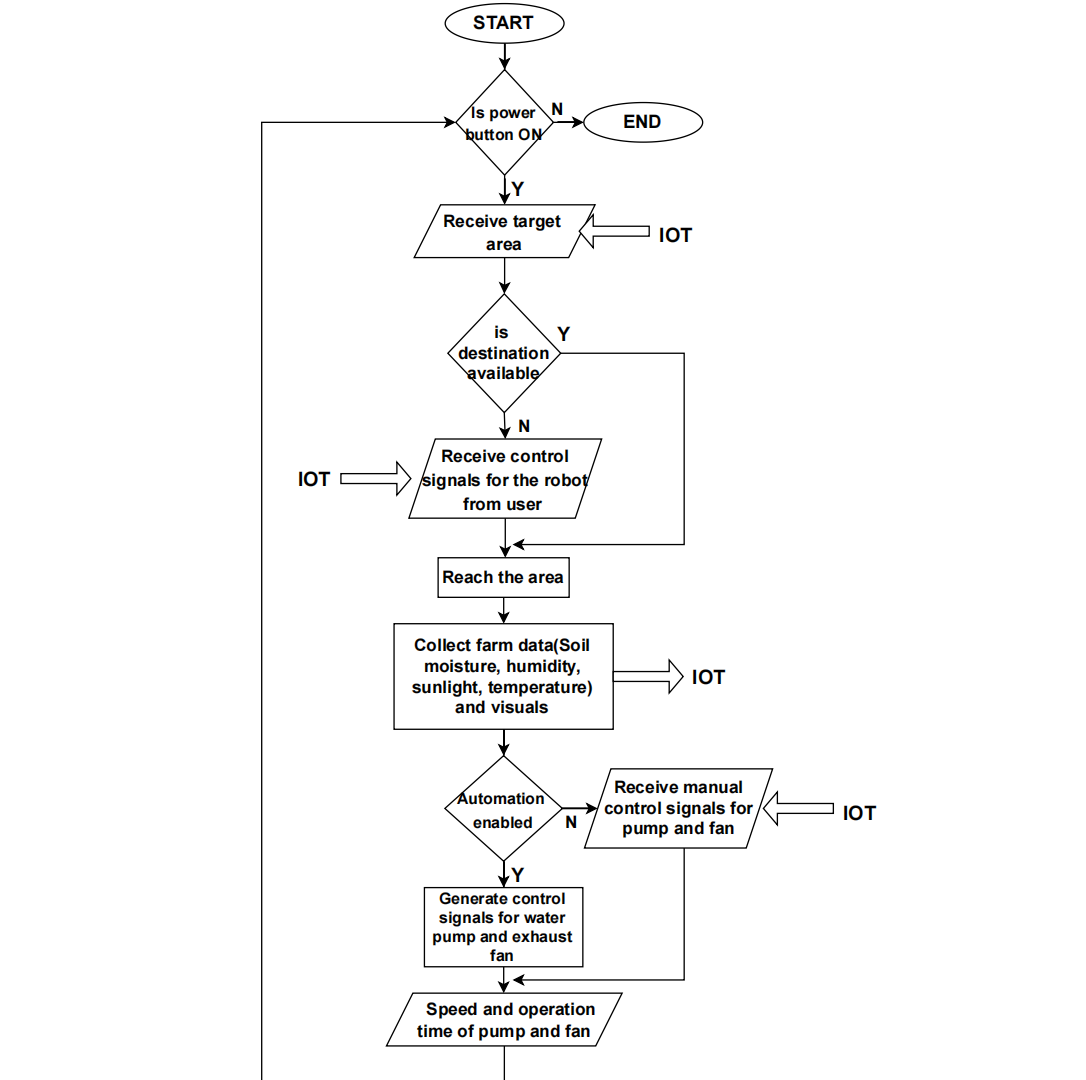 START
Is power
button ON
N
END
Y
Receive target
area
IOT
is
destination
available
Y
N
Receive control
signals for the robot
from user
IOT
Reach the area
Collect farm data(Soil
moisture, humidity,
sunlight, temperature)
and visuals
IOT
Automation
enabled
N
Receive manual
control signals for
pump and fan
IOT
Y
Generate control
signals for water
pump and exhaust
fan
Speed and operation
time of pump and fan